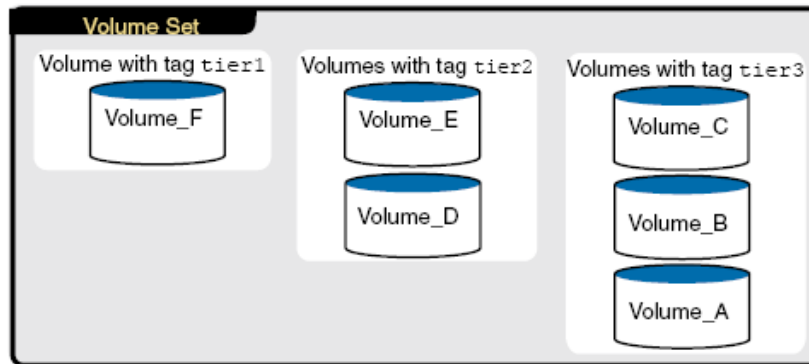 Volume Set
Volume with tag tier1
Volume_F
Volumes with tag tier2
Volume_E
Volume_D
Volumes with tag tier3
Volume_C
Volume_B
Volume_A